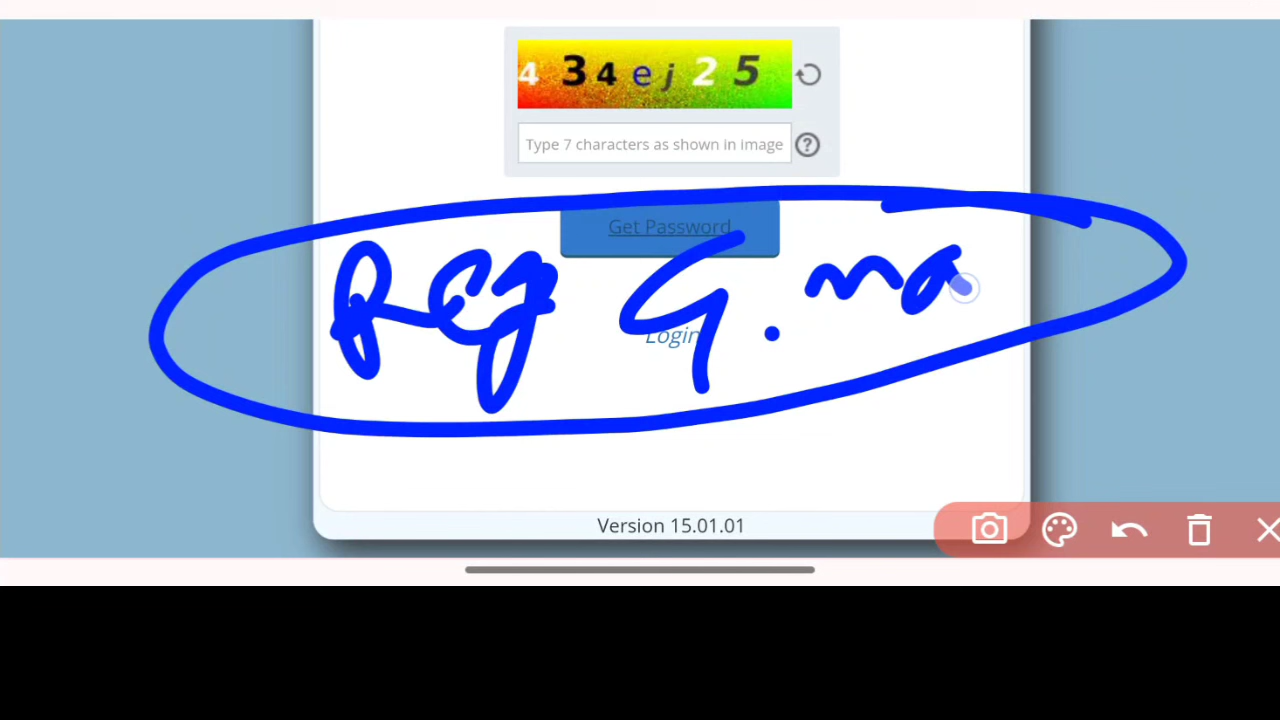 4 3 4 e j 2 5
Type 7 characters as shown in image
Get Password
Reg G. ma
Login
Version 15.01.01